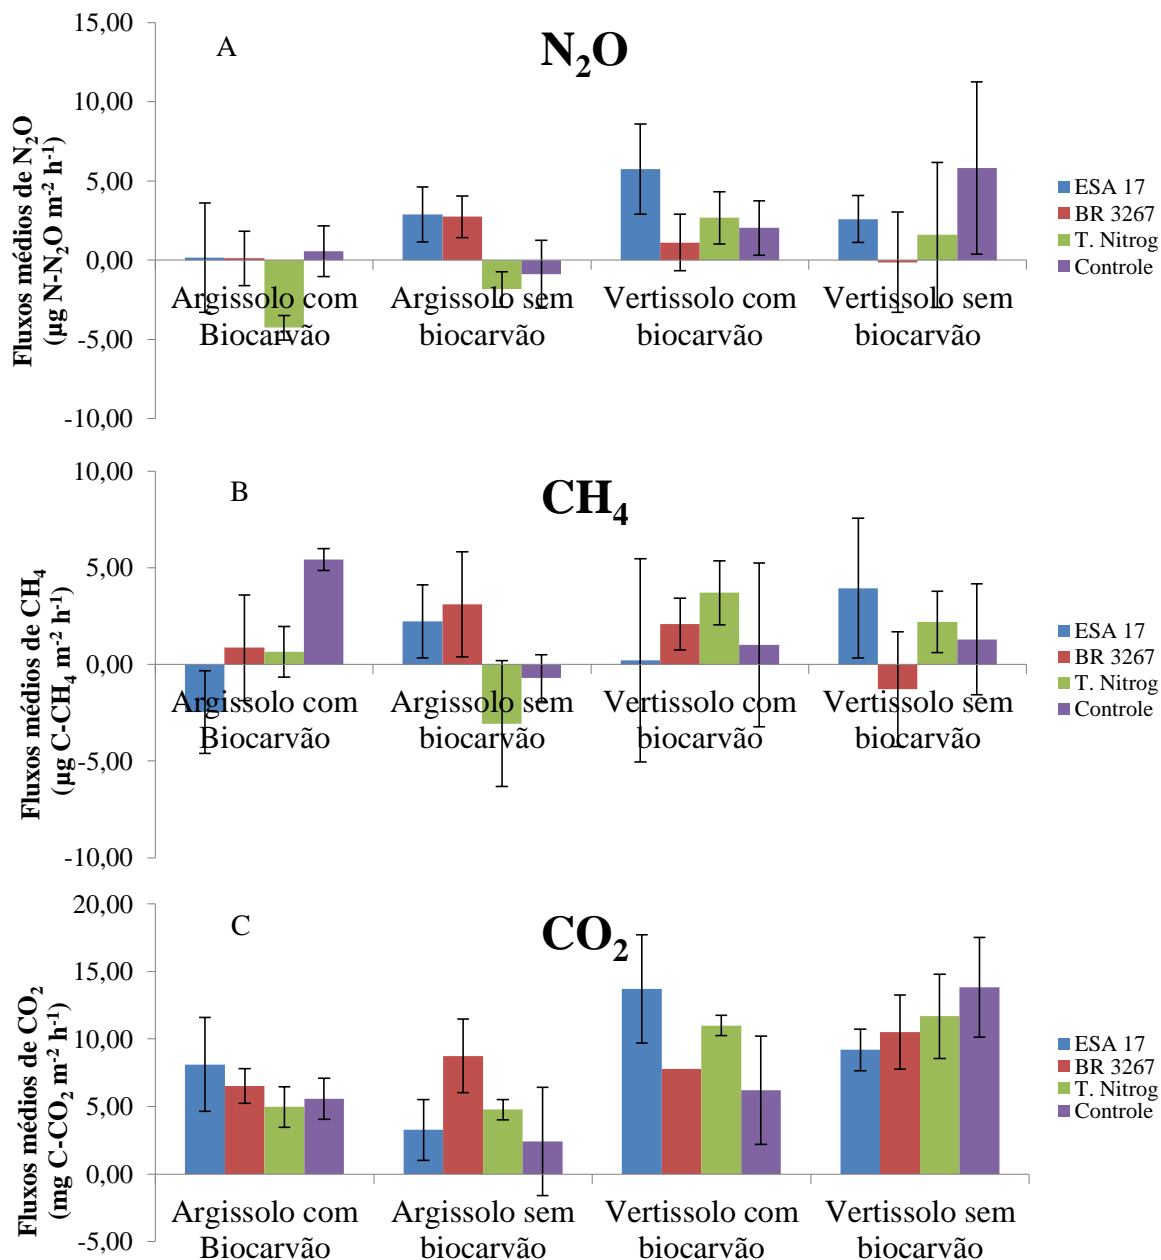 Fluxos médios de N₂O
(µg N-N₂O m⁻² h⁻¹)
15,00
10,00
5,00
0,00
-5,00
-10,00
A
N₂O
Argissolo com
Biocarvão
Argissolo sem
biocarvão
Vertissolo com
biocarvão
Vertissolo sem
biocarvão
ESA 17
BR 3267
T. Nitrog
Controle
Fluxos médios de CH₄
(µg C-CH₄ m⁻² h⁻¹)
10,00
5,00
0,00
-5,00
-10,00
B
CH₄
Argissolo com
Biocarvão
Argissolo sem
biocarvão
Vertissolo com
biocarvão
Vertissolo sem
biocarvão
ESA 17
BR 3267
T. Nitrog
Controle
Fluxos médios de CO₂
(mg C-CO₂ m⁻² h⁻¹)
20,00
15,00
10,00
5,00
0,00
-5,00
C
CO₂
Argissolo com
Biocarvão
Argissolo sem
biocarvão
Vertissolo com
biocarvão
Vertissolo sem
biocarvão
ESA 17
BR 3267
T. Nitrog
Controle